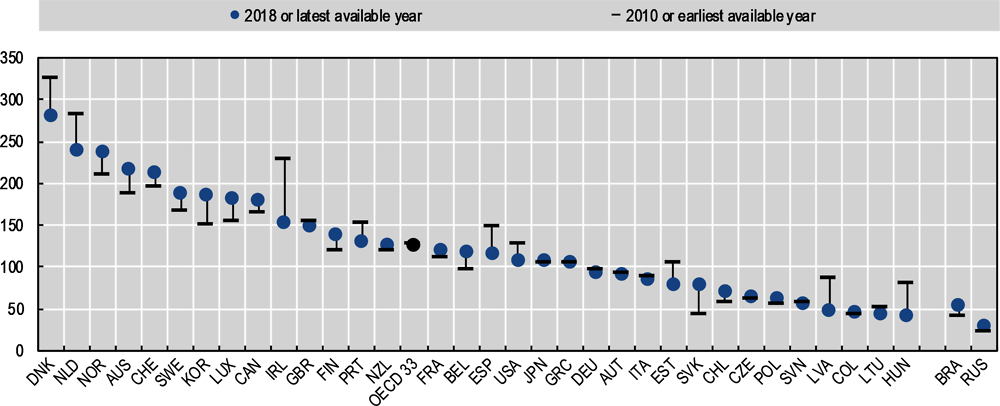 2018 or latest available year
2010 or earliest available year
350
300
250
200
150
100
50
0
DNK NLD NOR AUS CHE SWE KOR LUX CAN IRL GBR FIN PRT NZL OECD 33 FRA BEL ESP USA JPN GRC DEU AUT ITA EST SVK CHL CZE POL SVN LVA COL LTU HUN BRA RUS